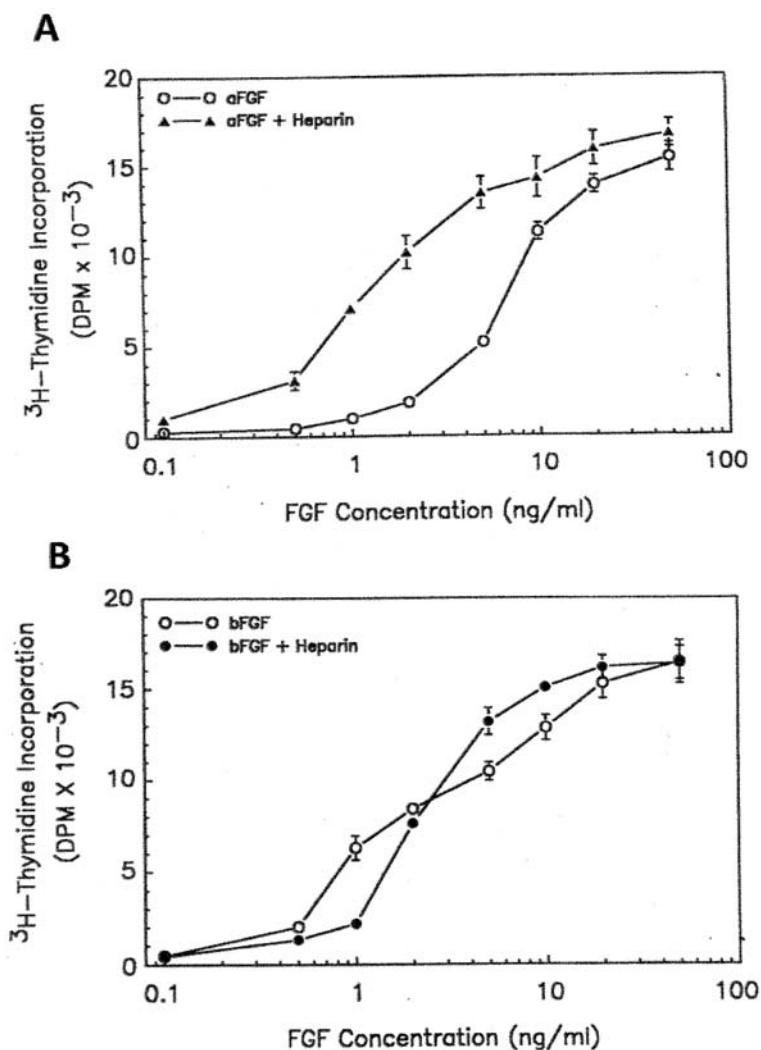 A
20
15
10
5
0
³H-Thymidine Incorporation
(DPM x 10⁻³)
aFGF
aFGF + Heparin
0.1 1 10 100
FGF Concentration (ng/ml)
B
20
15
10
5
0
³H-Thymidine Incorporation
(DPM X 10⁻³)
bFGF
bFGF + Heparin
0.1 1 10 100
FGF Concentration (ng/ml)